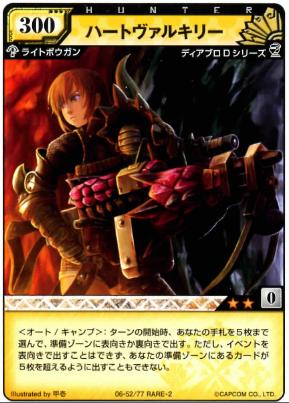 HUNTER
300
ハートヴァルキリー
ライトボウガン
ディアブロDシリーズ
0
<オート / キャンプ>：ターンの開始時、あなたの手札を5枚まで
選んで、準備ゾーンに表向きか裏向きで出す。ただし、イベントを
表向きで出すことはできず、あなたの準備ゾーンにあるカードが
5枚を超えるように出すこともできない。
Illustrated by 甲壱
06-52/77 RARE-2
©CAPCOM CO., LTD.